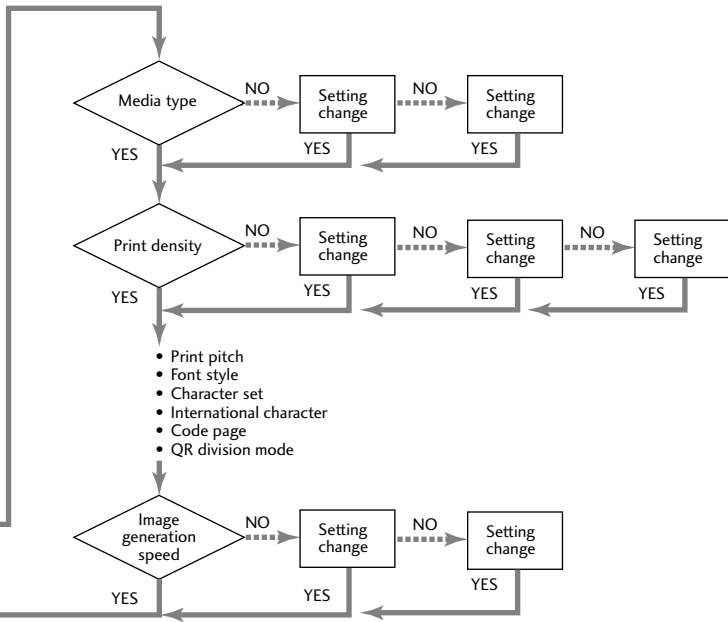 Media type
NO
Setting
change
NO
Setting
change
YES
YES
YES
Print density
NO
Setting
change
NO
Setting
change
NO
Setting
change
YES
YES
YES
YES
• Print pitch
• Font style
• Character set
• International character
• Code page
• QR division mode
Image
generation
speed
NO
Setting
change
NO
Setting
change
YES
YES
YES